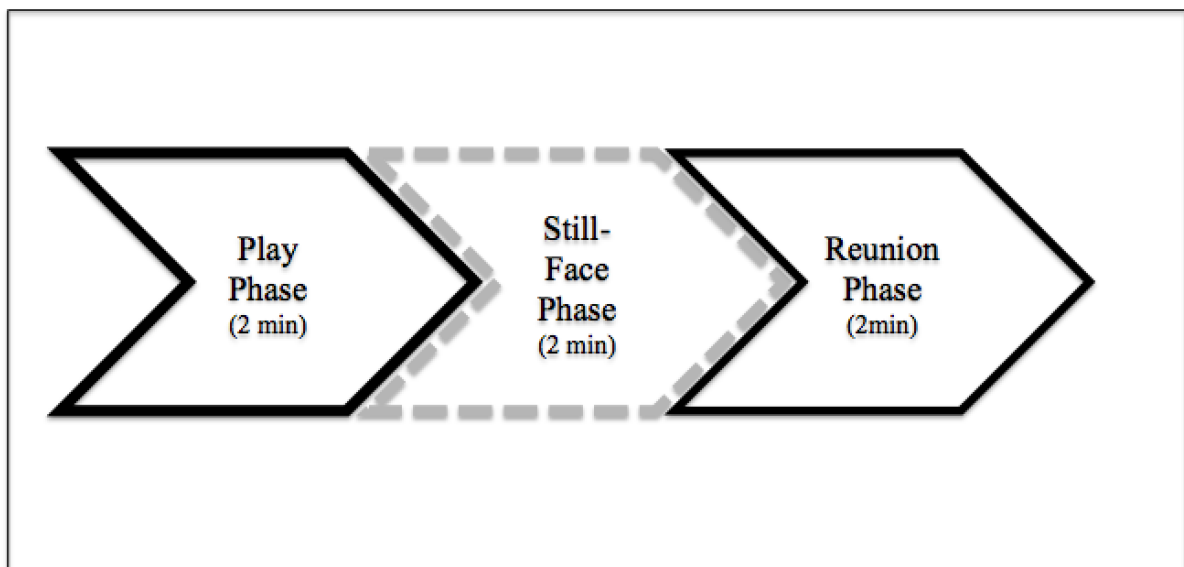 Play
Phase
(2 min)
Still-
Face
Phase
(2 min)
Reunion
Phase
(2min)